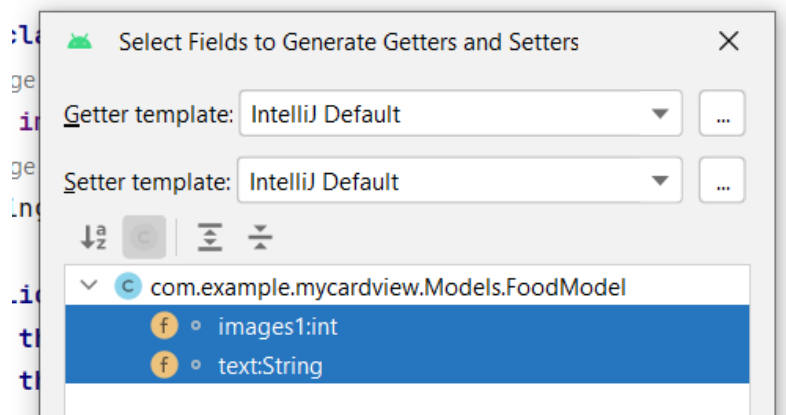 Select Fields to Generate Getters and Setters
Getter template: IntelliJ Default ...
Setter template: IntelliJ Default ...
com.example.mycardview.Models.FoodModel
images1:int
text:String